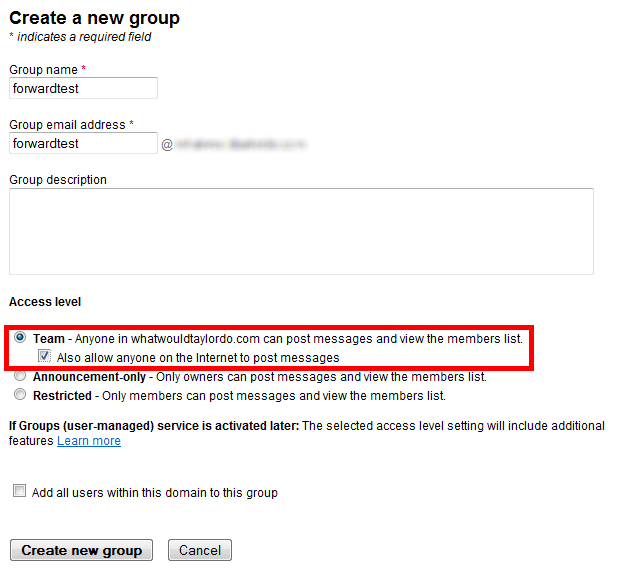 Create a new group
* indicates a required field
Group name *
forwardtest
Group email address *
forwardtest @
Group description
Access level
Team - Anyone in whatwouldtaylordo.com can post messages and view the members list.
Also allow anyone on the Internet to post messages
Announcement-only - Only owners can post messages and view the members list.
Restricted - Only members can post messages and view the members list.
If Groups (user-managed) service is activated later: The selected access level setting will include additional
features Learn more
Add all users within this domain to this group
Create new group Cancel